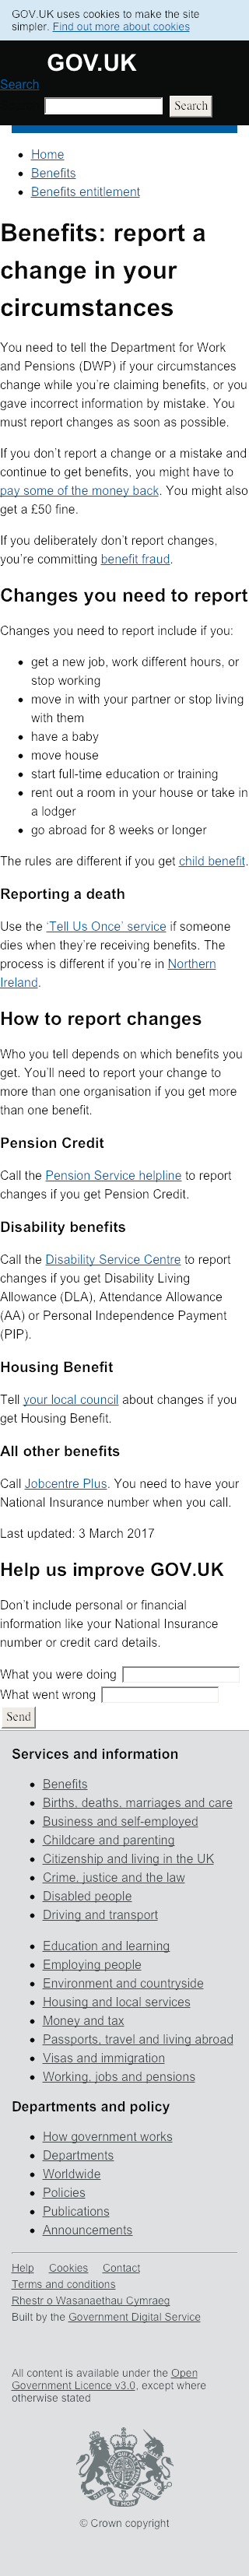 GOV.UK uses cookies to make the site
simpler. Find out more about cookies
GOV.UK
Search
Search
Home
Benefits
Benefits entitlement
Benefits: report a
change in your
circumstances
You need to tell the Department for Work
and Pensions (DWP) if your circumstances
change while you’re claiming benefits, or you
gave incorrect information by mistake. You
must report changes as soon as possible.
If you don’t report a change or a mistake and
continue to get benefits, you might have to
pay some of the money back. You might also
get a £50 fine.
If you deliberately don’t report changes,
you’re committing benefit fraud.
Changes you need to report
Changes you need to report include if you:
get a new job, work different hours, or
stop working
move in with your partner or stop living
with them
have a baby
move house
start full-time education or training
rent out a room in your house or take in
a lodger
go abroad for 8 weeks or longer
The rules are different if you get child benefit.
Reporting a death
Use the ‘Tell Us Once’ service if someone
dies when they’re receiving benefits. The
process is different if you’re in Northern
Ireland.
How to report changes
Who you tell depends on which benefits you
get. You’ll need to report your change to
more than one organisation if you get more
than one benefit.
Pension Credit
Call the Pension Service helpline to report
changes if you get Pension Credit.
Disability benefits
Call the Disability Service Centre to report
changes if you get Disability Living
Allowance (DLA), Attendance Allowance
(AA) or Personal Independence Payment
(PIP).
Housing Benefit
Tell your local council about changes if you
get Housing Benefit.
All other benefits
Call Jobcentre Plus. You need to have your
National Insurance number when you call.
Last updated: 3 March 2017
Help us improve GOV.UK
Don’t include personal or financial
information like your National Insurance
number or credit card details.
What you were doing
What went wrong
Send
Services and information
Benefits
Births, deaths, marriages and care
Business and self-employed
Childcare and parenting
Citizenship and living in the UK
Crime, justice and the law
Disabled people
Driving and transport
Education and learning
Employing people
Environment and countryside
Housing and local services
Money and tax
Passports, travel and living abroad
Visas and immigration
Working, jobs and pensions
Departments and policy
How government works
Departments
Worldwide
Policies
Publications
Announcements
Help Cookies Contact
Terms and conditions
Rhestr o Wasanaethau Cymraeg
Built by the Government Digital Service
All content is available under the Open
Government Licence v3.0, except where
otherwise stated
© Crown copyright